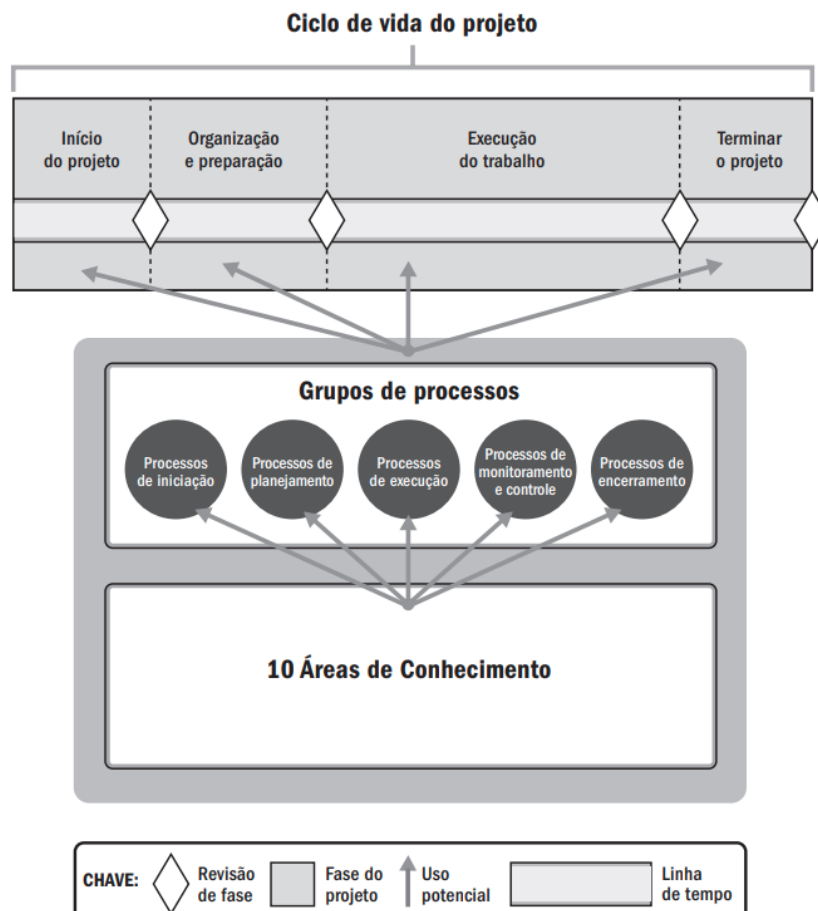 Ciclo de vida do projeto
Início
do projeto
Organização
e preparação
Execução
do trabalho
Terminar
o projeto
Grupos de processos
Processos
de iniciação
Processos de
planejamento
Processos
de execução
Processos de
monitoramento
e controle
Processos de
encerramento
10 Áreas de Conhecimento
CHAVE:
Revisão
de fase
Fase do
projeto
Uso
potencial
Linha
de tempo